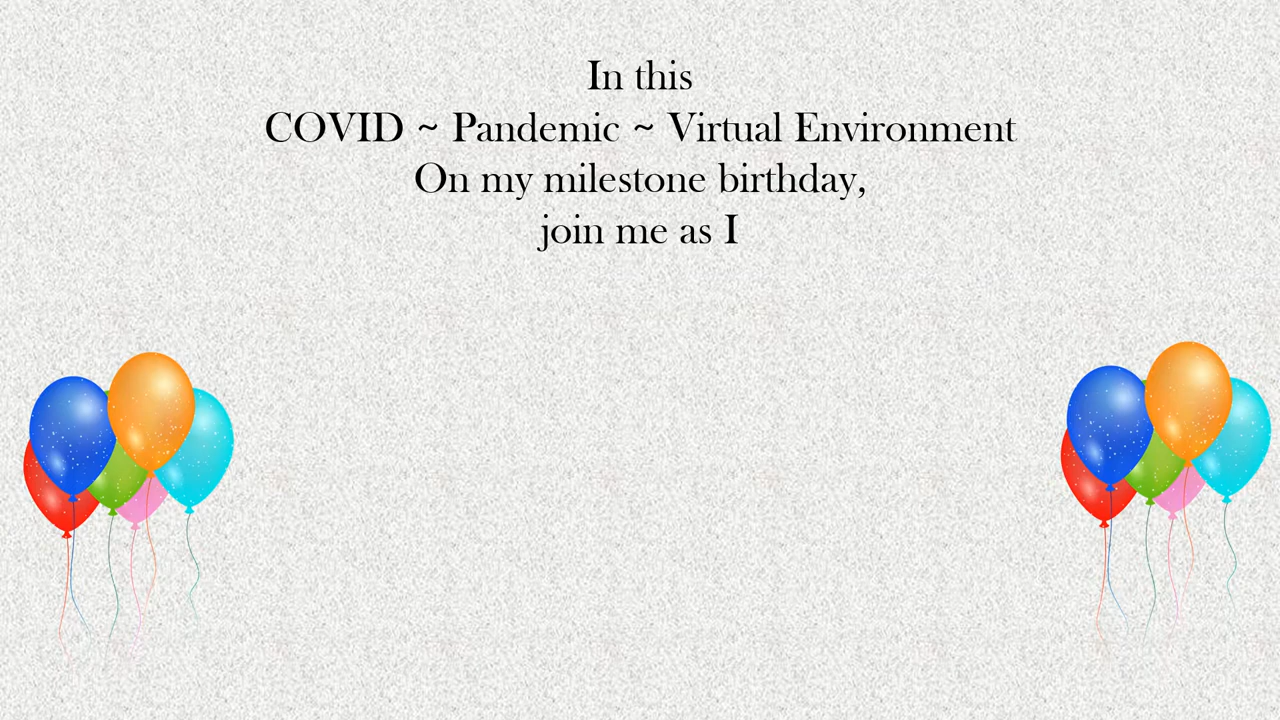 In this
COVID ~ Pandemic ~ Virtual Environment
On my milestone birthday,
join me as I